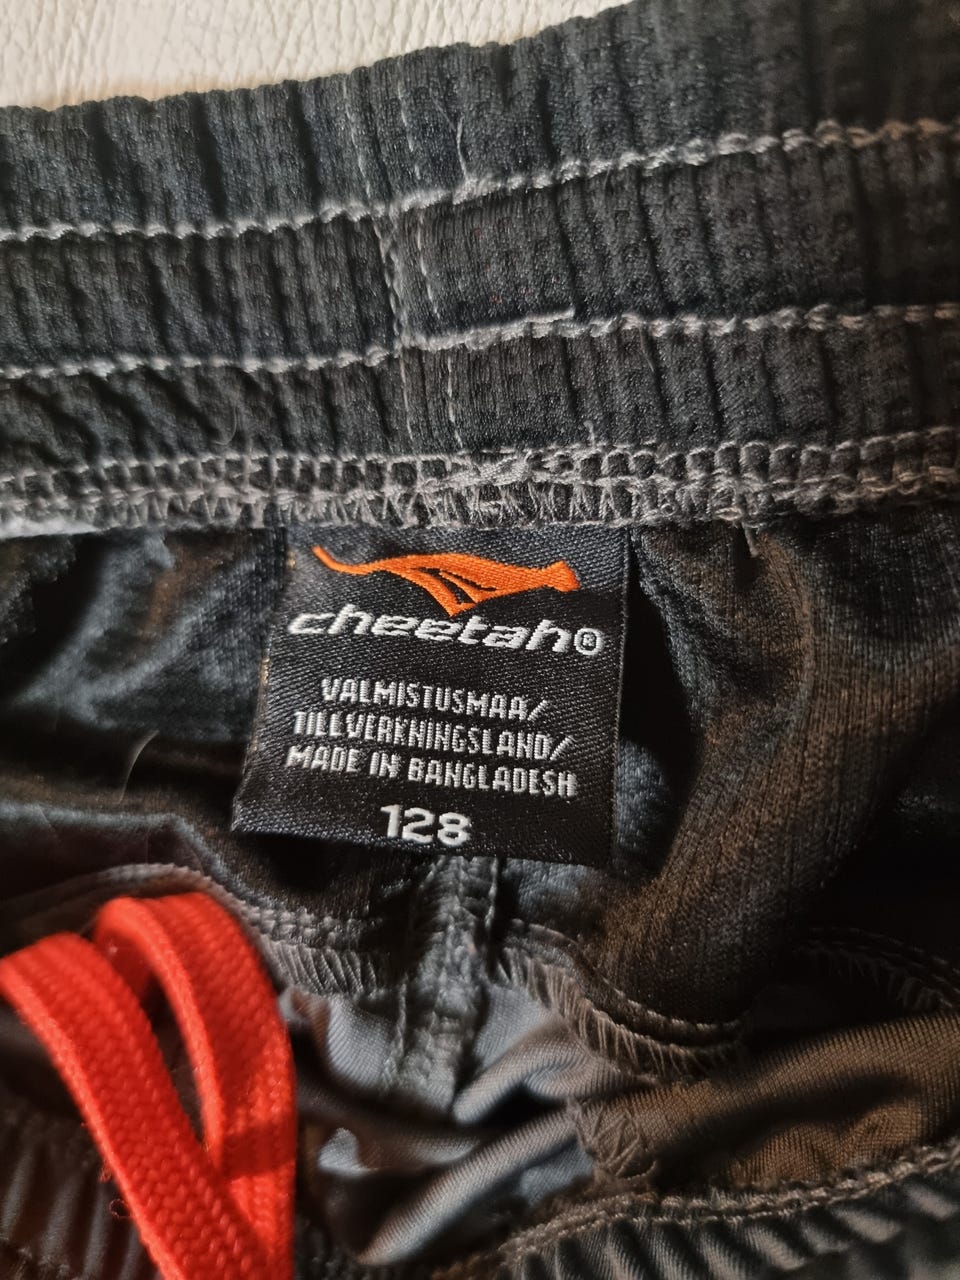 cheetah®
VALMISTUSMAA/
TILLVERKNINGSLAND/
MADE IN BANGLADESH
128